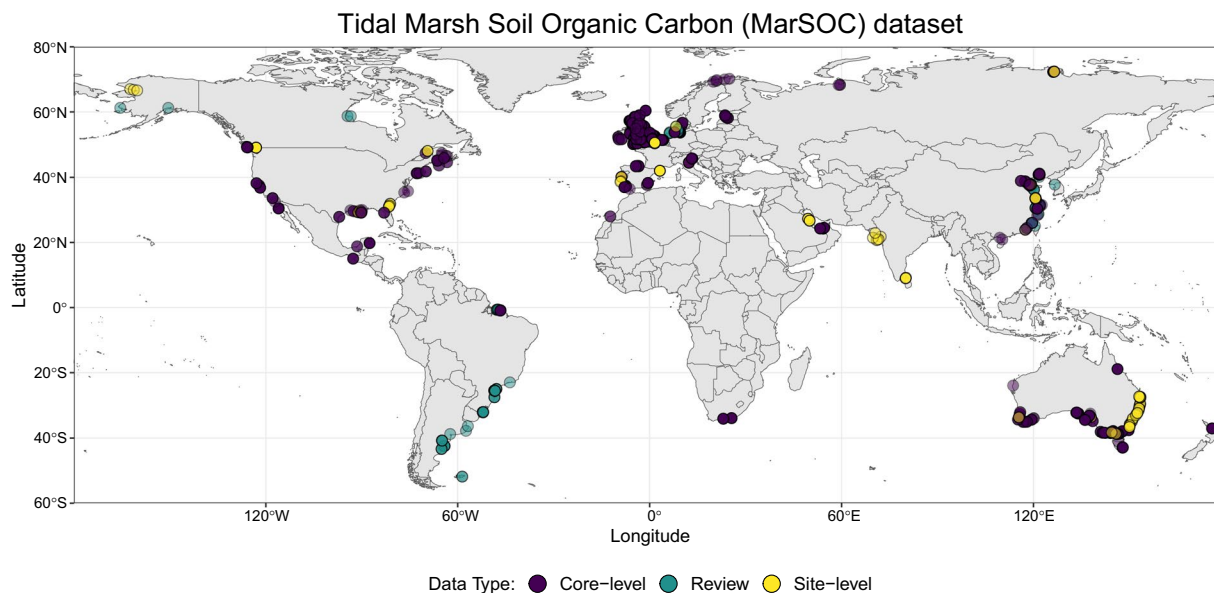 Tidal Marsh Soil Organic Carbon (MarSOC) dataset
80°N
60°N
40°N
20°N
0°
20°S
40°S
60°S
Latitude
120°W
60°W
0°
60°E
120°E
Longitude
Data Type: Core−level Review Site−level